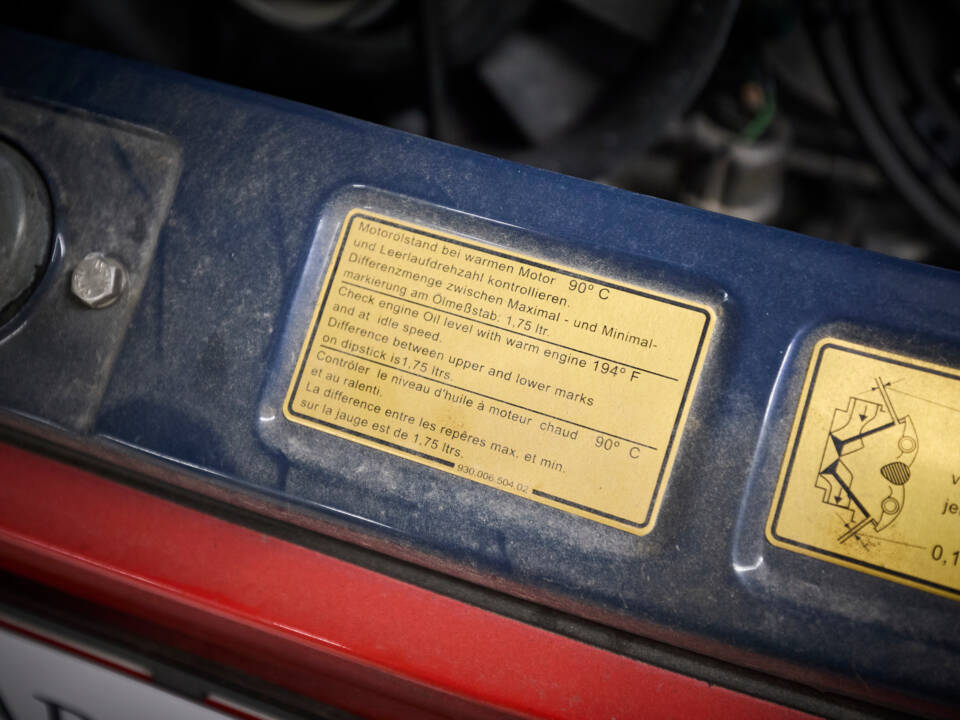 Motorölstand bei warmen Motor 90° C
und Leerlaufdrehzahl kontrollieren.
Differenzmenge zwischen Maximal - und Minimal-
markierung am Ölmeßstab: 1,75 ltr.
Check engine Oil level with warm engine 194° F
and at idle speed.
Difference between upper and lower marks
on dipstick is1,75 ltrs.
Contrôler le niveau d'huile à moteur chaud 90° C
et au ralenti.
La différence entre les repères max. et min.
sur la jauge est de 1,75 ltrs.
930.006.504.02
0,1